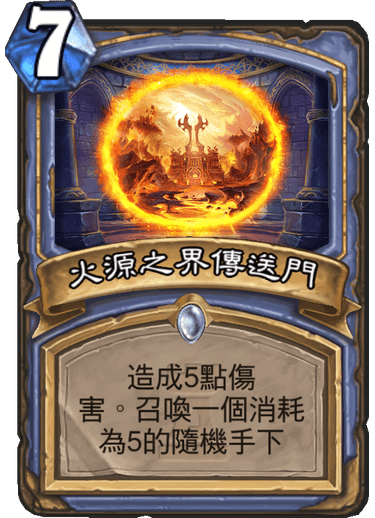 7
火源之界傳送門
造成5點傷
害。召喚一個消耗
為5的隨機手下